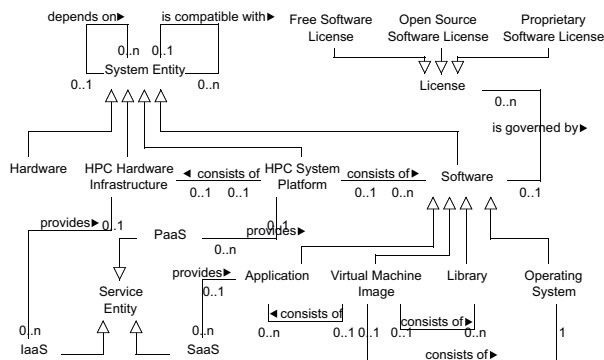 depends on▶
is compatible with▶
Free Software
License
Open Source
Software License
Proprietary
Software License
0..n
0..1
System Entity
0..1
0..n
License
0..n
is governed by▶
Hardware
HPC Hardware
Infrastructure
◀ consists of
0..1
0..1
HPC System
Platform
consists of▶
0..1
0..n
Software
0..1
provides▶
0..1
PaaS
0..n
provides▶
0..1
Service
Entity
provides▶
0..1
Application
Virtual Machine
Image
Library
Operating
System
0..n
IaaS
0..n
SaaS
◀ consists of
0..n
0..1
0..1
0..1
consists of▶
0..n
1
consists of▶